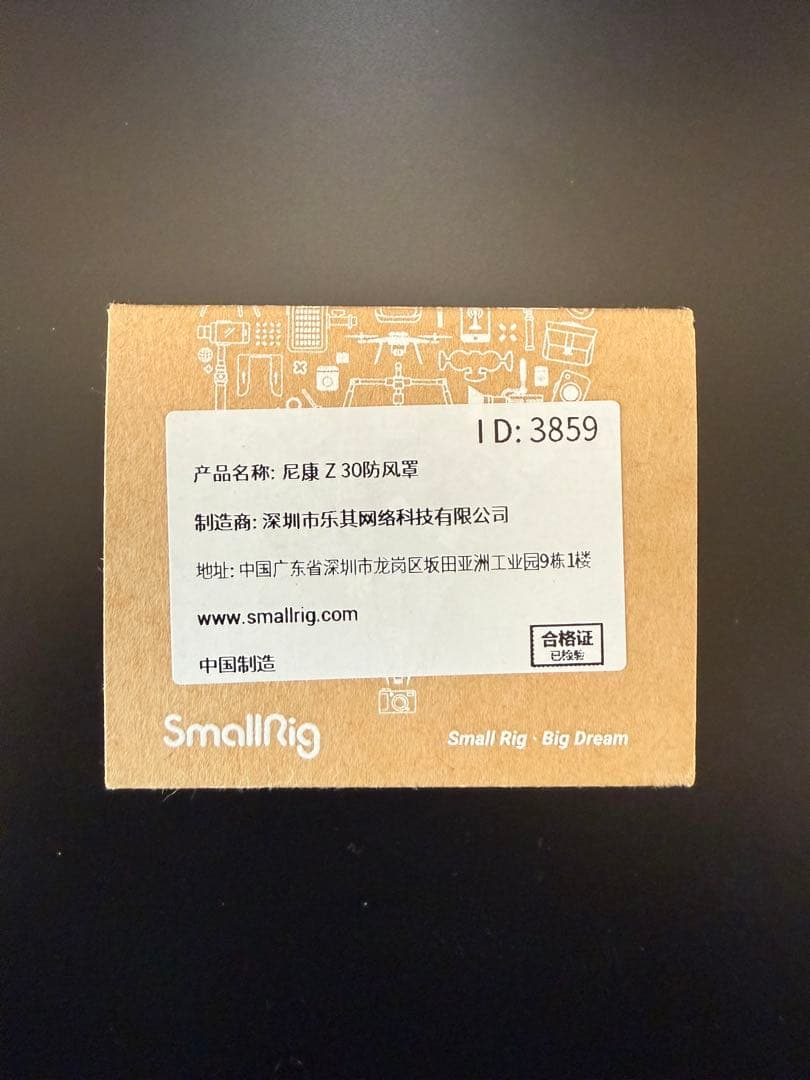 ID: 3859
产品名称: 尼康 Z 30防风罩
制造商: 深圳市乐其网络科技有限公司
地址: 中国广东省深圳市龙岗区坂田亚洲工业园9栋1楼
www.smallrig.com
中国制造
合格证
已检验
SmallRig
Small Rig、Big Dream